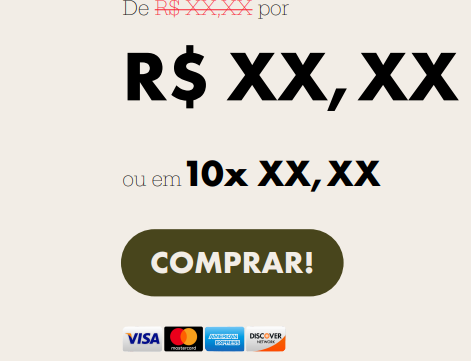 De R$ XX,XX por
R$ XX, XX
ou em 10x XX, XX
COMPRAR!
VISA mastercard AMERICAN EXPRESS DISCOVER NETWORK